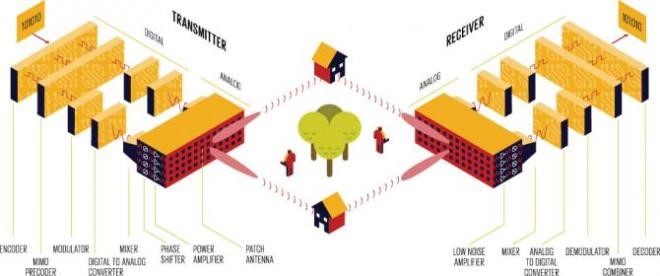 101010
DIGITAL
TRANSMITTER
ANALOG
RECEIVER
DIGITAL
ANALOG
101010
ENCODER
MIMO
PRECODER
MODULATOR
DIGITAL TO ANALOG
CONVERTER
MIXER
PHASE
SHIFTER
POWER
AMPLIFIER
PATCH
ANTENNA
LOW NOISE
AMPLIFIER
MIXER
ANALOG
TO DIGITAL
CONVERTER
DEMODULATOR
MIMO
COMBINER
DECODER